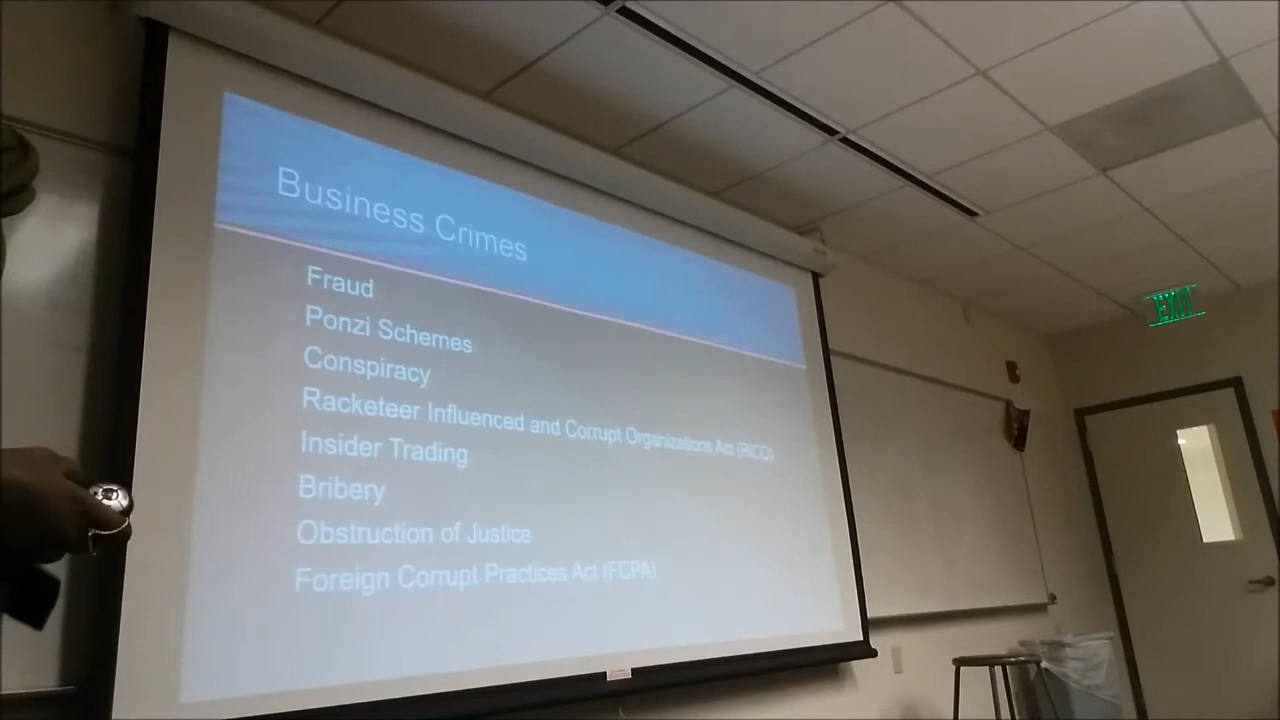 Business Crimes
Fraud
Ponzi Schemes
Conspiracy
Racketeer Influenced and Corrupt Organizations Act (RICO)
Insider Trading
Bribery
Obstruction of Justice
Foreign Corrupt Practices Act (FCPA)
EXIT